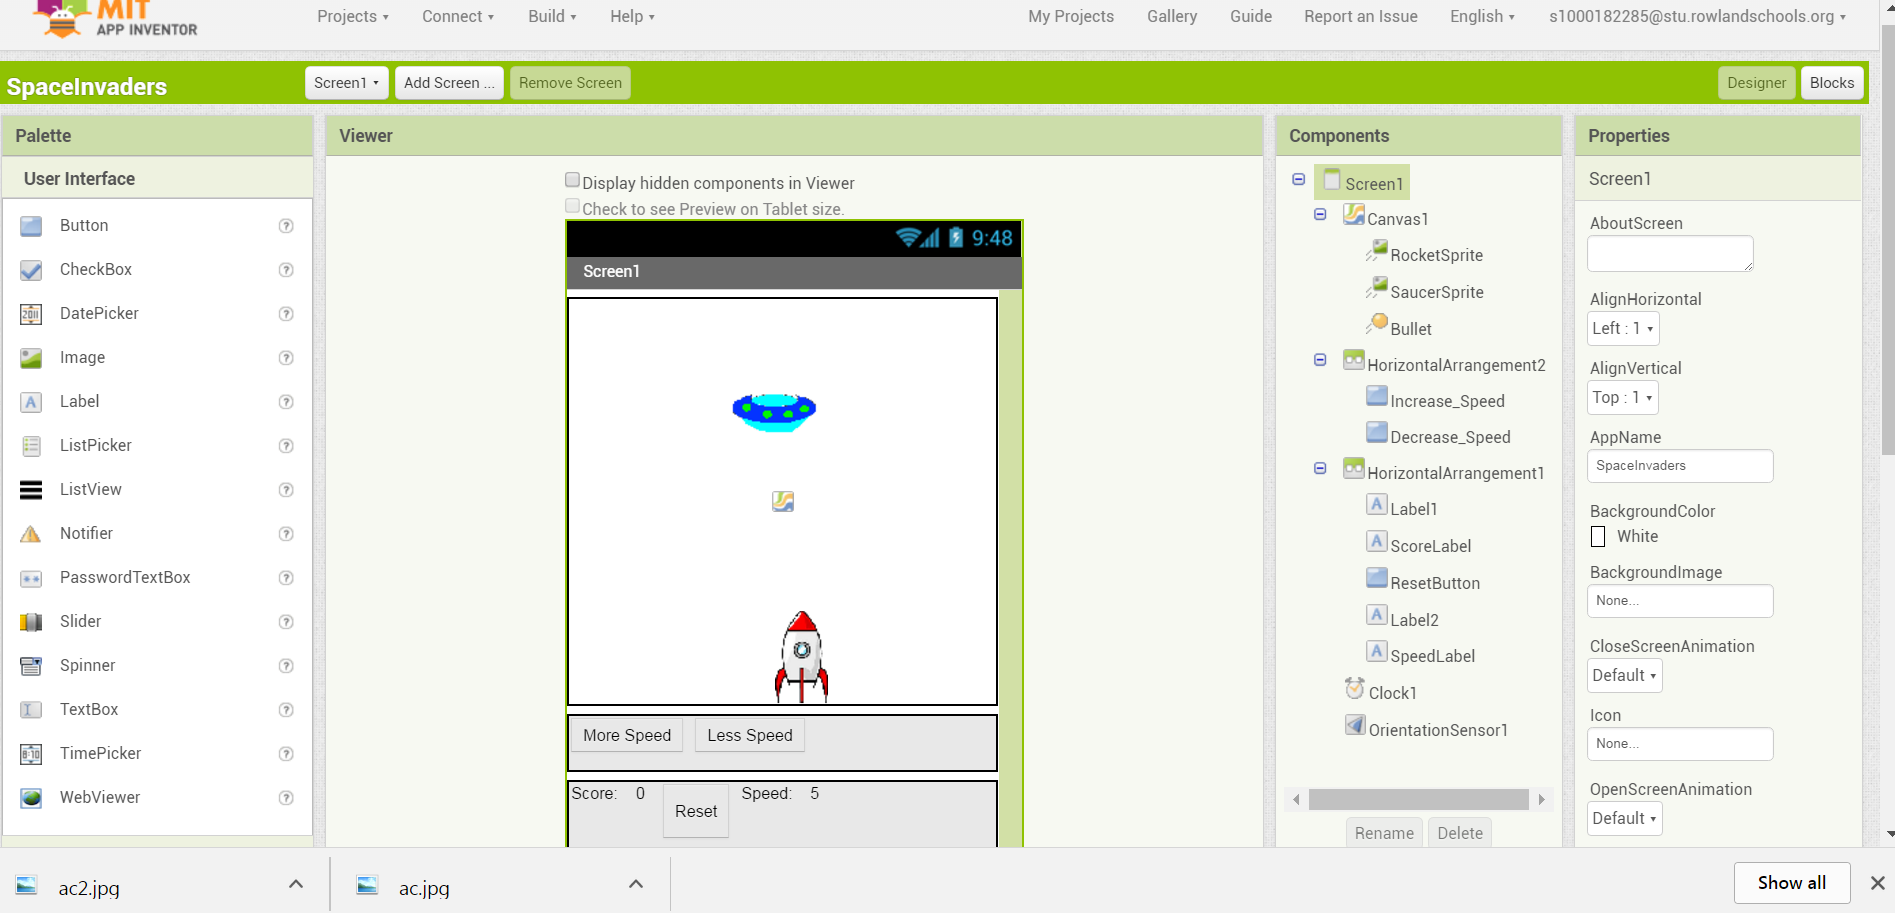 MIT
APP INVENTOR
Projects ▾ Connect ▾ Build ▾ Help ▾ My Projects Gallery Guide Report an Issue English ▾ s1000182285@stu.rowlandschools.org ▾
SpaceInvaders Screen1 ▾ Add Screen ... Remove Screen Designer Blocks
Palette
User Interface
Button ?
CheckBox ?
DatePicker ?
Image ?
Label ?
ListPicker ?
ListView ?
Notifier ?
PasswordTextBox ?
Slider ?
Spinner ?
TextBox ?
TimePicker ?
WebViewer ?
Viewer
Display hidden components in Viewer
Check to see Preview on Tablet size.
9:48
Screen1
More Speed Less Speed
Score: 0 Reset Speed: 5
Components
Screen1
Canvas1
RocketSprite
SaucerSprite
Bullet
HorizontalArrangement2
Increase_Speed
Decrease_Speed
HorizontalArrangement1
Label1
ScoreLabel
ResetButton
Label2
SpeedLabel
Clock1
OrientationSensor1
Rename Delete
Properties
Screen1
AboutScreen
AlignHorizontal
Left : 1 ▾
AlignVertical
Top : 1 ▾
AppName
SpaceInvaders
BackgroundColor
White
BackgroundImage
None...
CloseScreenAnimation
Default ▾
Icon
None...
OpenScreenAnimation
Default ▾
ac2.jpg ac.jpg Show all